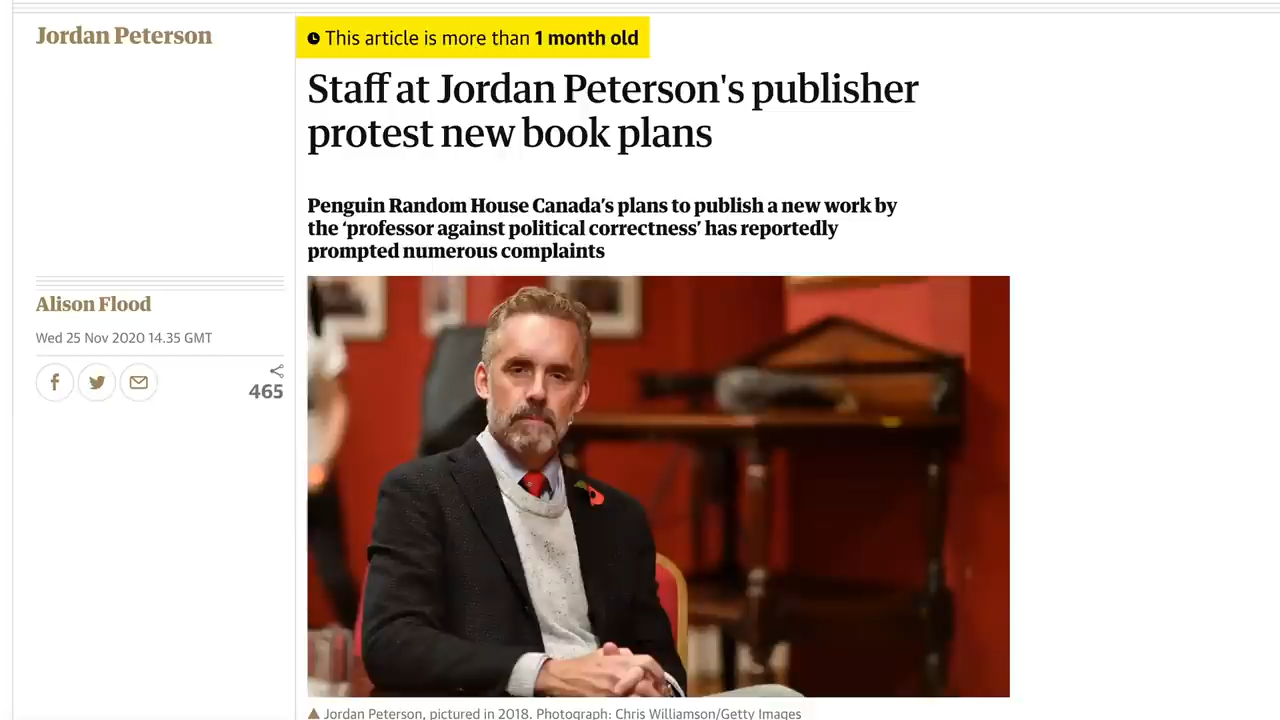 Jordan Peterson
This article is more than 1 month old
Staff at Jordan Peterson's publisher
protest new book plans
Penguin Random House Canada’s plans to publish a new work by
the ‘professor against political correctness’ has reportedly
prompted numerous complaints
Alison Flood
Wed 25 Nov 2020 14.35 GMT
465
Jordan Peterson, pictured in 2018. Photograph: Chris Williamson/Getty Images